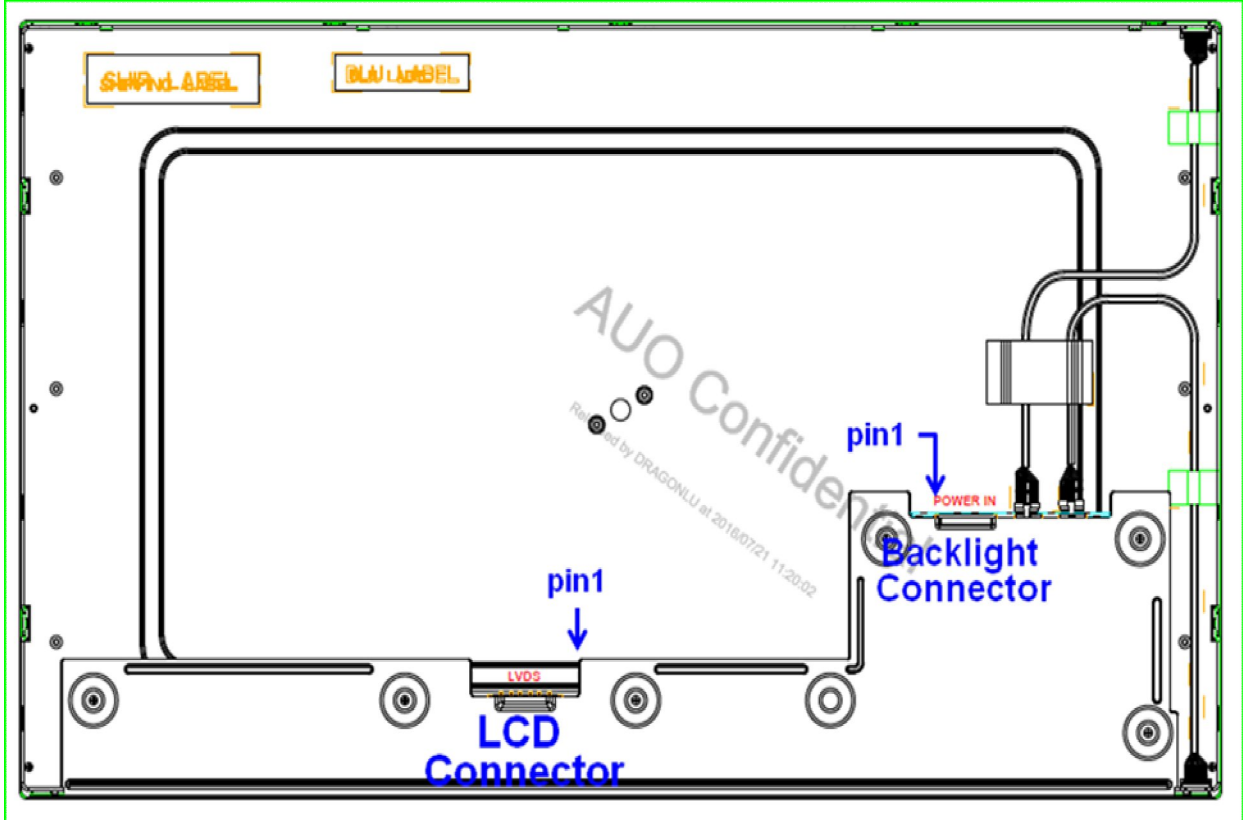 SHIPPING LABEL
BLU LABEL
AUO Confidential
Released by DRAGONLU at 2016/07/21 11:20:02
pin1
POWER IN
Backlight
Connector
pin1
LVDS
LCD
Connector